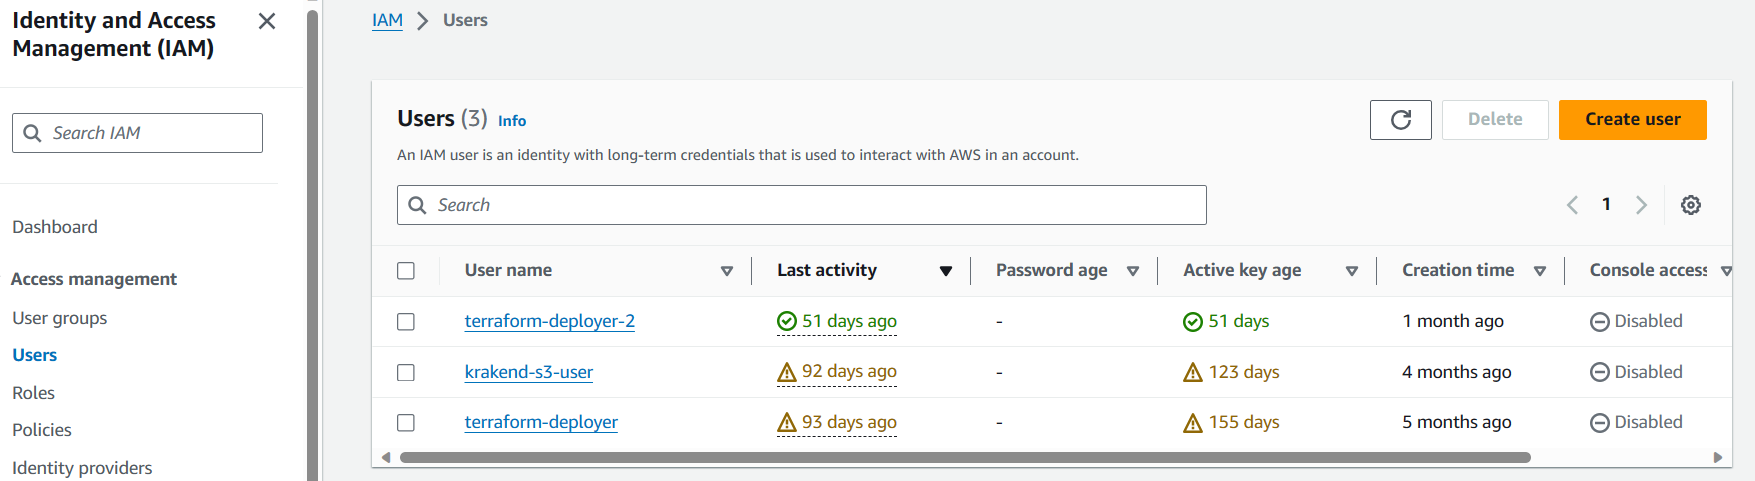 Identity and Access
Management (IAM)
Search IAM
Dashboard
Access management
User groups
Users
Roles
Policies
Identity providers
IAM > Users
Users (3) Info
Delete
Create user
An IAM user is an identity with long-term credentials that is used to interact with AWS in an account.
Search
1
User name Last activity Password age Active key age Creation time Console access
terraform-deployer-2 51 days ago - 51 days 1 month ago Disabled
krakend-s3-user 92 days ago - 123 days 4 months ago Disabled
terraform-deployer 93 days ago - 155 days 5 months ago Disabled